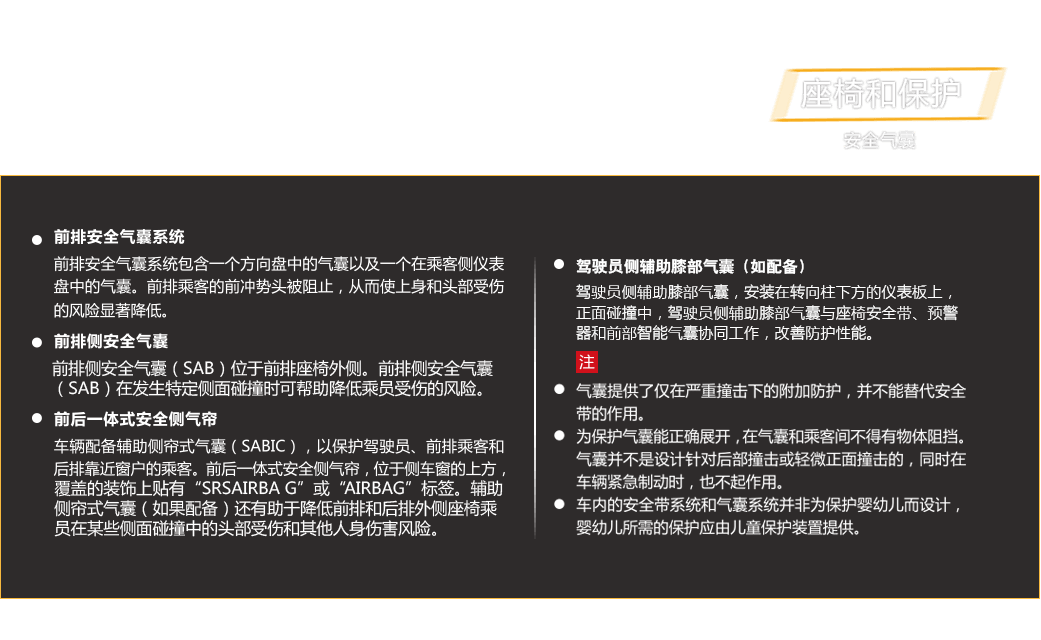 座椅和保护
安全气囊
前排安全气囊系统
前排安全气囊系统包含一个方向盘中的气囊以及一个在乘客侧仪表
盘中的气囊。前排乘客的前冲势头被阻止，从而使上身和头部受伤
的风险显著降低。
前排侧安全气囊
前排侧安全气囊（SAB）位于前排座椅外侧。前排侧安全气囊
（SAB）在发生特定侧面碰撞时可帮助降低乘员受伤的风险。
前后一体式安全侧气帘
车辆配备辅助侧帘式气囊（SABIC），以保护驾驶员、前排乘客和
后排靠近窗户的乘客。前后一体式安全侧气帘，位于侧车窗的上方，
覆盖的装饰上贴有“SRSAIRBA G”或“AIRBAG”标签。辅助
侧帘式气囊（如果配备）还有助于降低前排和后排外侧座椅乘
员在某些侧面碰撞中的头部受伤和其他人身伤害风险。
驾驶员侧辅助膝部气囊（如配备）
驾驶员侧辅助膝部气囊，安装在转向柱下方的仪表板上，
正面碰撞中，驾驶员侧辅助膝部气囊与座椅安全带、预警
器和前部智能气囊协同工作，改善防护性能。
注
气囊提供了仅在严重撞击下的附加防护，并不能替代安全
带的作用。
为保护气囊能正确展开，在气囊和乘客间不得有物体阻挡。
气囊并不是设计针对后部撞击或轻微正面撞击的，同时在
车辆紧急制动时，也不起作用。
车内的安全带系统和气囊系统并非为保护婴幼儿而设计，
婴幼儿所需的保护应由儿童保护装置提供。